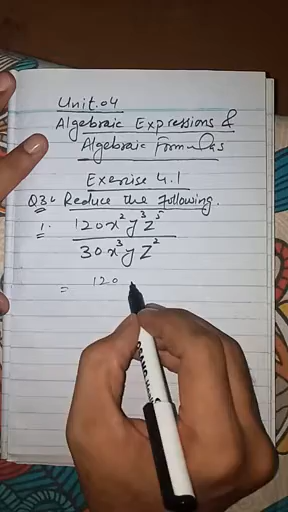 Unit.04
Algebraic Expressions &
Algebraic Formulas
Exercise 4.1
Q3: Reduce the following.
1. 120x²y³z⁵
30x³yz²
= 120